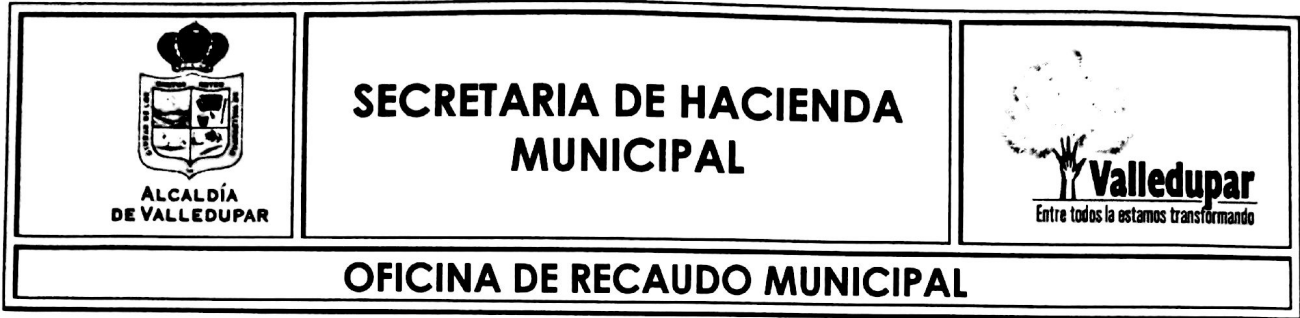 ALCALDÍA
DE VALLEDUPAR
SECRETARIA DE HACIENDA
MUNICIPAL
Valledupar
Entre todos la estamos transformando
OFICINA DE RECAUDO MUNICIPAL